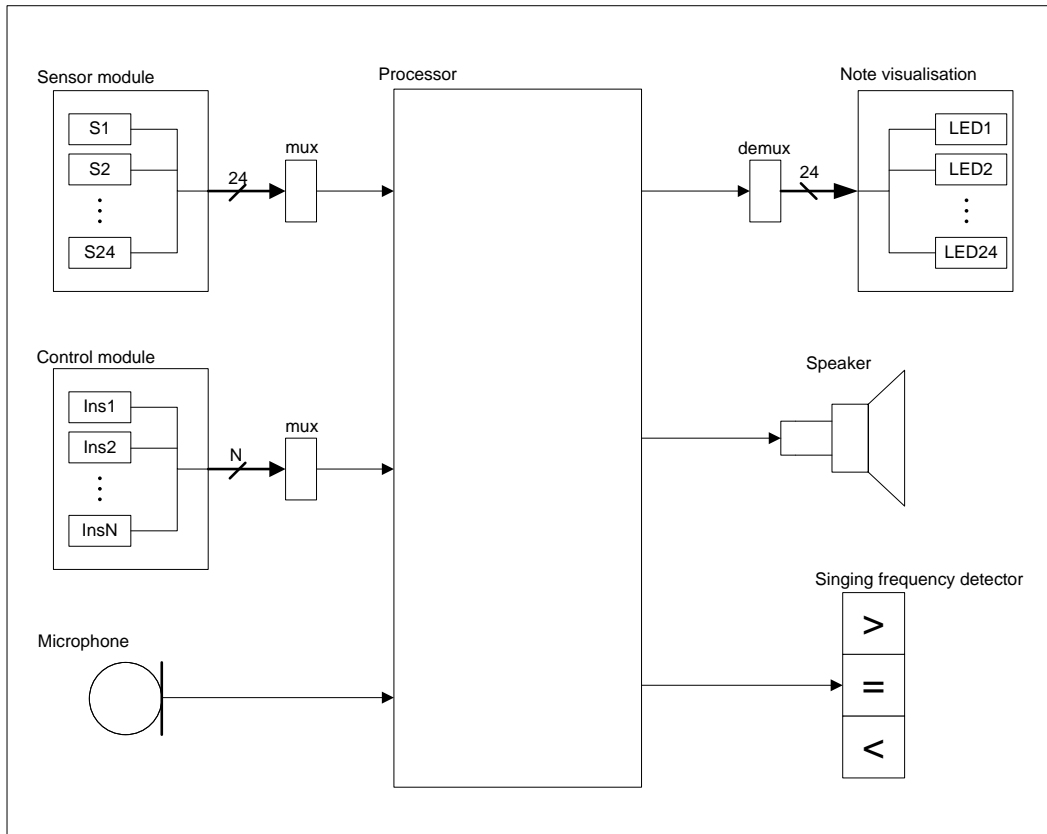 Sensor module
S1
S2
S24
24
mux
Processor
demux
24
Note visualisation
LED1
LED2
LED24
Control module
Ins1
Ins2
InsN
N
mux
Speaker
Microphone
Singing frequency detector
>
=
<